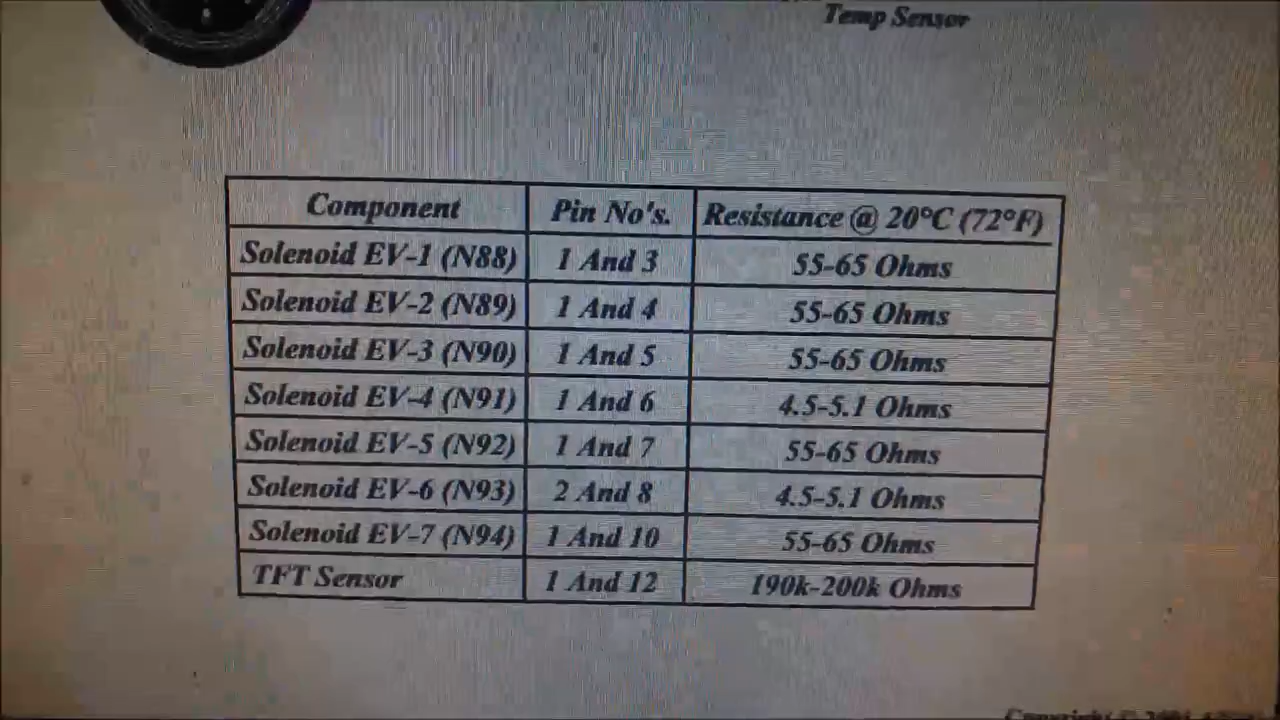 Temp Sensor
Component Pin No's. Resistance @ 20°C (72°F)
Solenoid EV-1 (N88) 1 And 3 55-65 Ohms
Solenoid EV-2 (N89) 1 And 4 55-65 Ohms
Solenoid EV-3 (N90) 1 And 5 55-65 Ohms
Solenoid EV-4 (N91) 1 And 6 4.5-5.1 Ohms
Solenoid EV-5 (N92) 1 And 7 55-65 Ohms
Solenoid EV-6 (N93) 2 And 8 4.5-5.1 Ohms
Solenoid EV-7 (N94) 1 And 10 55-65 Ohms
TFT Sensor 1 And 12 190k-200k Ohms
Copyright ©